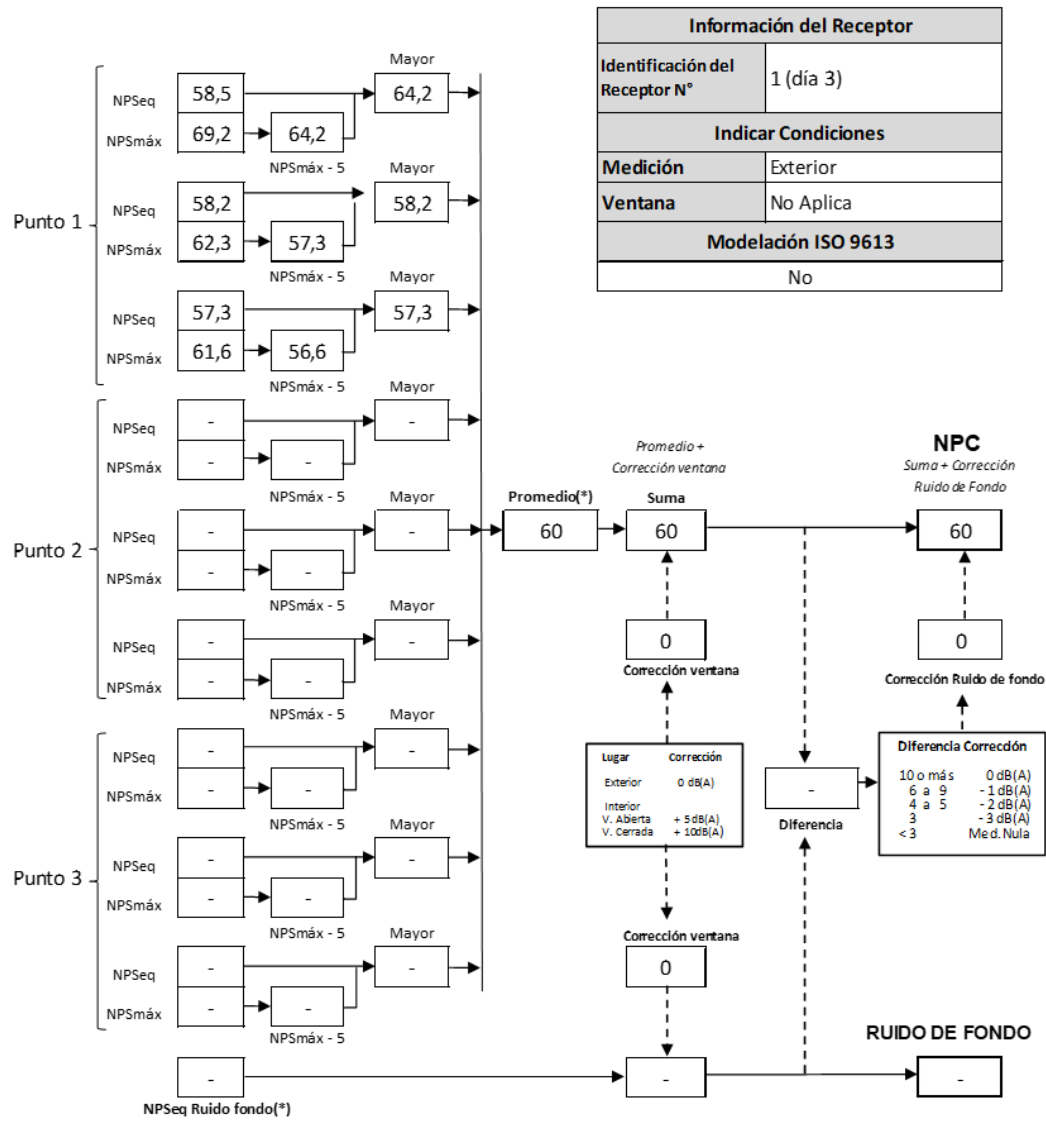 Información del Receptor
Identificación del Receptor N° 1 (día 3)
Indicar Condiciones
Medición Exterior
Ventana No Aplica
Modelación ISO 9613
No
Punto 1
Mayor
NPSeq 58,5 64,2
NPSmáx 69,2 64,2
NPSmáx - 5 Mayor
NPSeq 58,2 58,2
NPSmáx 62,3 57,3
NPSmáx - 5 Mayor
NPSeq 57,3 57,3
NPSmáx 61,6 56,6
NPSmáx - 5 Mayor
Punto 2
NPSeq - -
NPSmáx - -
NPSmáx - 5 Mayor
NPSeq - -
NPSmáx - -
NPSmáx - 5 Mayor
NPSeq - -
NPSmáx - -
NPSmáx - 5 Mayor
Punto 3
NPSeq - -
NPSmáx - -
NPSmáx - 5 Mayor
NPSeq - -
NPSmáx - -
NPSmáx - 5 Mayor
NPSeq - -
NPSmáx - -
NPSmáx - 5
-
NPSeq Ruido fondo(*)
Promedio(*)
60
Promedio +
Corrección ventana
Suma
60
0
Corrección ventana
Lugar Corrección
Exterior 0 dB(A)
Interior
V. Abierta + 5 dB(A)
V. Cerrada + 10dB(A)
Corrección ventana
0
-
NPC
Suma + Corrección
Ruido de Fondo
60
0
Corrección Ruido de fondo
Diferencia Corrección
10 o más 0 dB(A)
6 a 9 - 1 dB(A)
4 a 5 - 2 dB(A)
3 - 3 dB(A)
< 3 Med. Nula
-
Diferencia
RUIDO DE FONDO
-